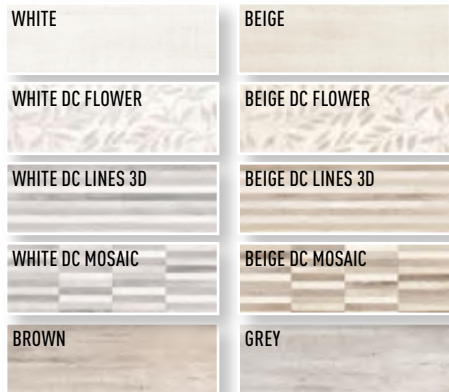 WHITE
BEIGE
WHITE DC FLOWER
BEIGE DC FLOWER
WHITE DC LINES 3D
BEIGE DC LINES 3D
WHITE DC MOSAIC
BEIGE DC MOSAIC
BROWN
GREY